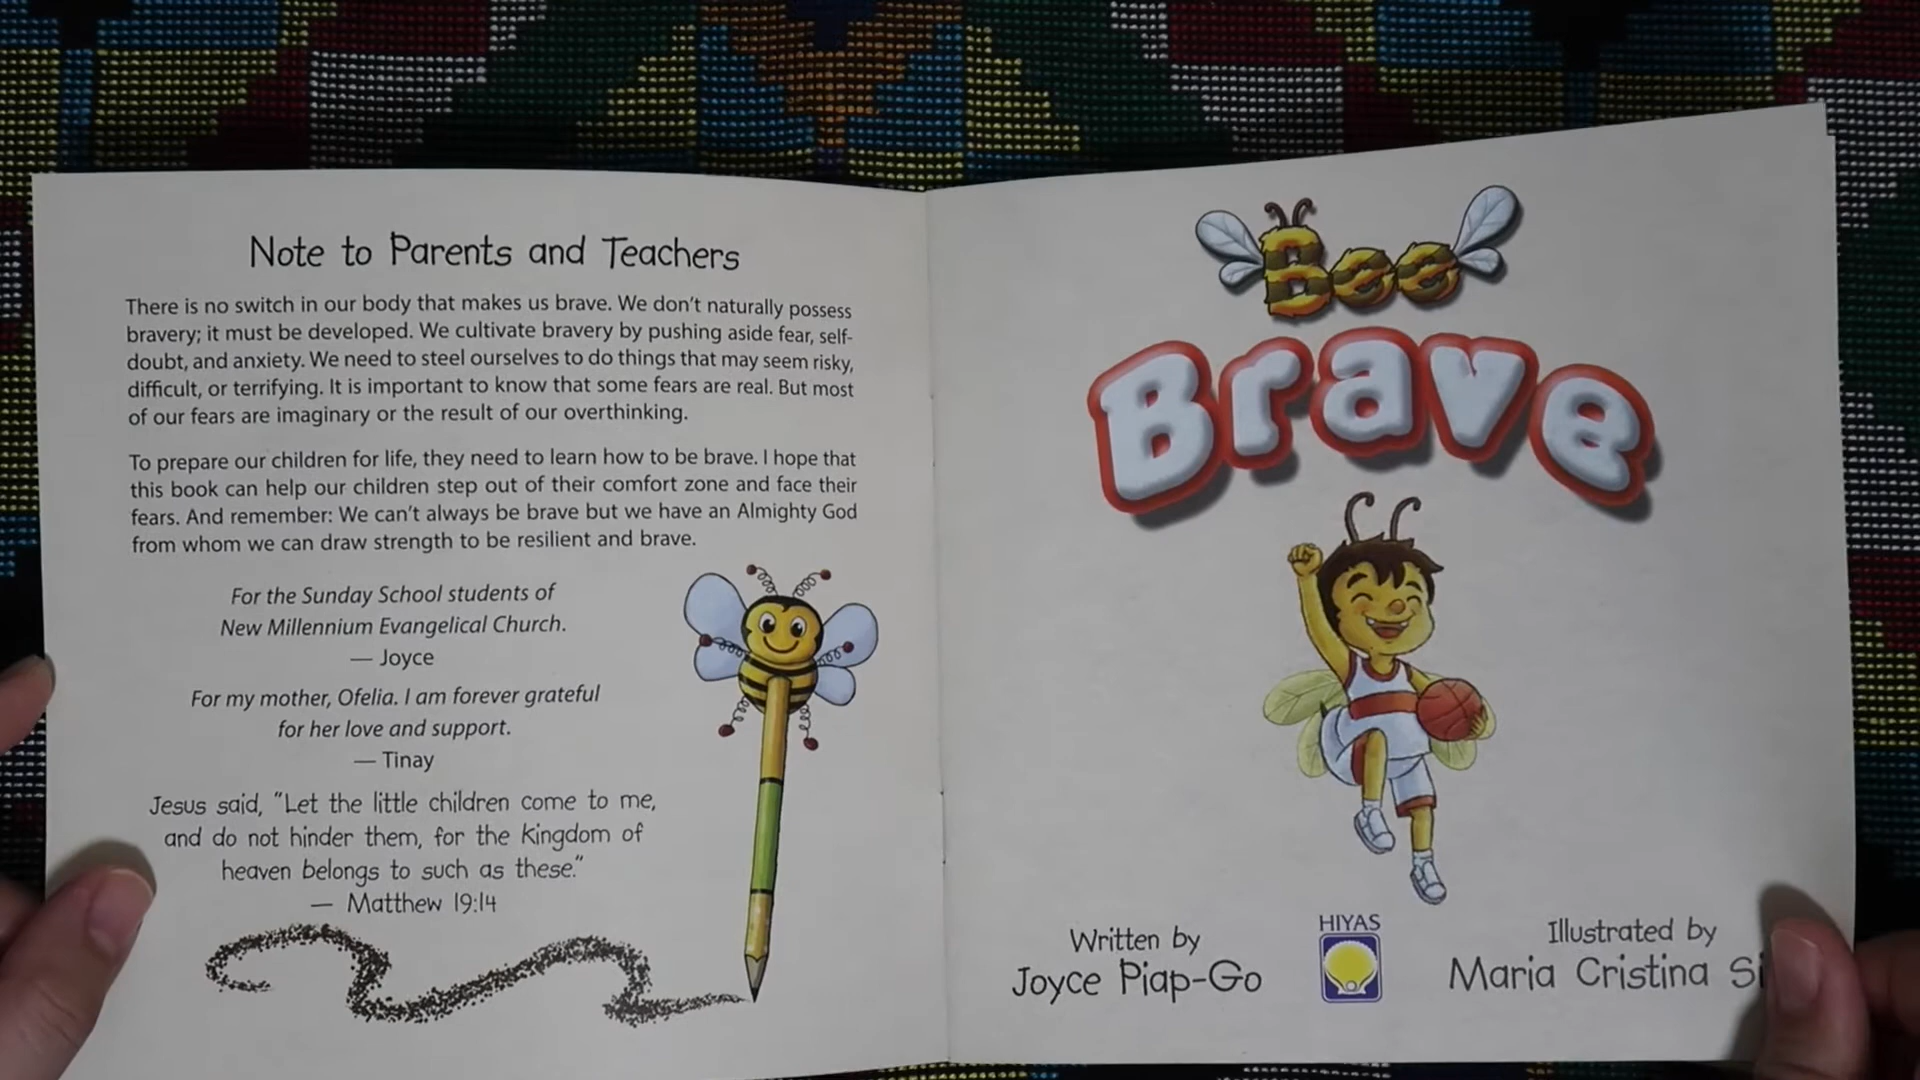 Note to Parents and Teachers
There is no switch in our body that makes us brave. We don't naturally possess
bravery; it must be developed. We cultivate bravery by pushing aside fear, self-
doubt, and anxiety. We need to steel ourselves to do things that may seem risky,
difficult, or terrifying. It is important to know that some fears are real. But most
of our fears are imaginary or the result of our overthinking.
To prepare our children for life, they need to learn how to be brave. I hope that
this book can help our children step out of their comfort zone and face their
fears. And remember: We can't always be brave but we have an Almighty God
from whom we can draw strength to be resilient and brave.
For the Sunday School students of
New Millennium Evangelical Church.
— Joyce
For my mother, Ofelia. I am forever grateful
for her love and support.
— Tinay
Jesus said, "Let the little children come to me,
and do not hinder them, for the kingdom of
heaven belongs to such as these."
— Matthew 19:14
Bee
Brave
Written by
Joyce Piap-Go
HIYAS
Illustrated by
Maria Cristina